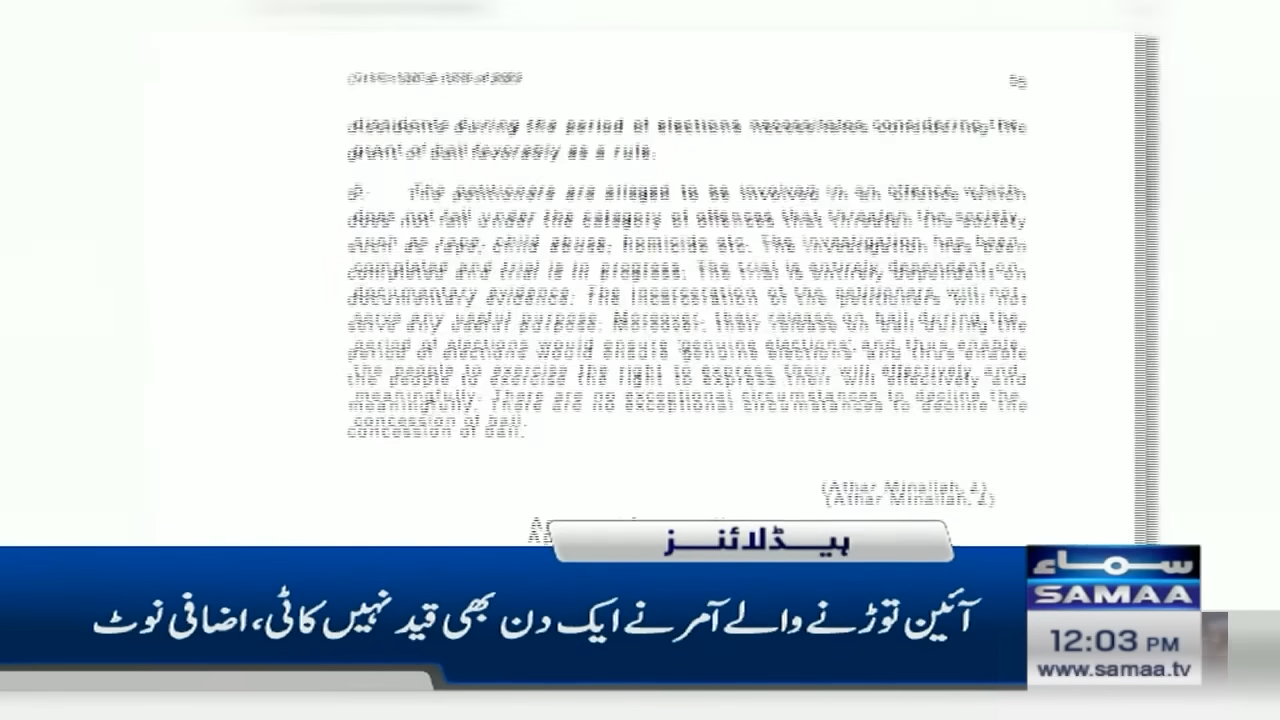 dissidents during the period of elections necessitates considering the
grant of bail favorably as a rule.
The petitioners are alleged to be involved in an offence which
does not fall under the category of offences that threaten the society,
such as rape, child abuse, homicide etc. The investigation has been
completed and trial is in progress. The trial is entirely dependent on
documentary evidence. The incarceration of the petitioners will not
serve any useful purpose. Moreover, their release on bail during the
period of elections would ensure 'genuine elections' and thus enable
the people to exercise the right to express their will effectively and
meaningfully. There are no exceptional circumstances to decline the
concession of bail.
(Athar Minallah, J)
ہیڈلائنز
آئین توڑنے والے آمر نے ایک دن بھی قید نہیں کاٹی، اضافی نوٹ
سماء
SAMAA
12:03 PM
www.samaa.tv